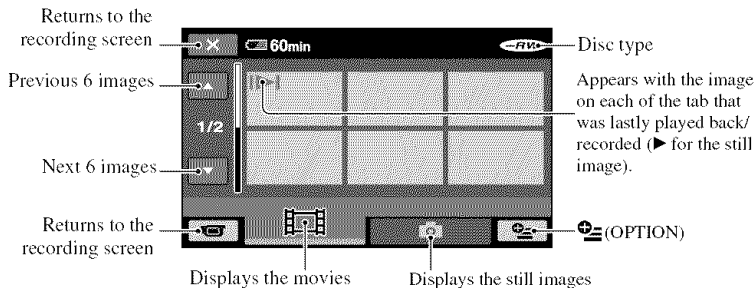 Returns to the
recording screen
60min
-RW
Disc type
Previous 6 images
Appears with the image
on each of the tab that
was lastly played back/
recorded (▶ for the still
image).
1/2
Next 6 images
Returns to the
recording screen
(OPTION)
Displays the movies
Displays the still images